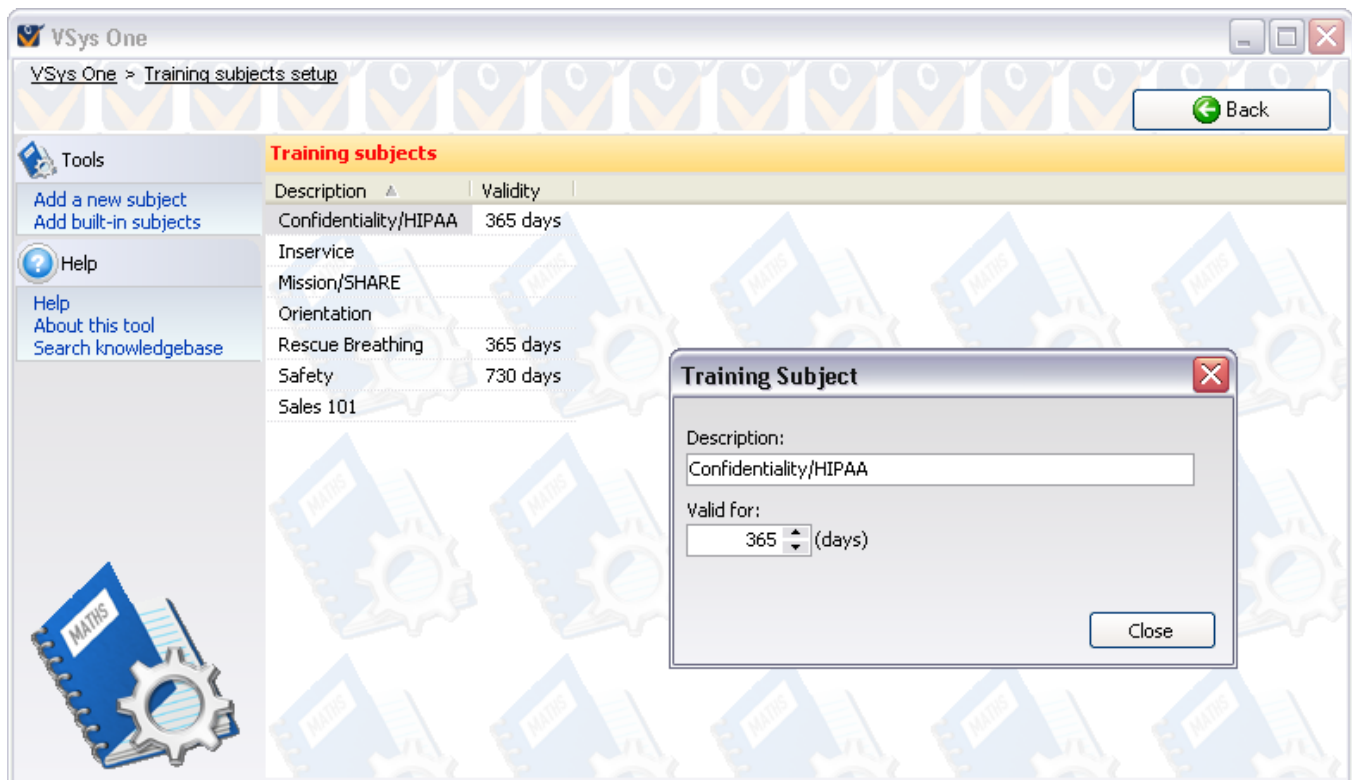 VSys One
VSys One > Training subjects setup
Back
Tools
Add a new subject
Add built-in subjects
Help
Help
About this tool
Search knowledgebase
Training subjects
Description Validity
Confidentiality/HIPAA 365 days
Inservice
Mission/SHARE
Orientation
Rescue Breathing 365 days
Safety 730 days
Sales 101
Training Subject
Description:
Confidentiality/HIPAA
Valid for:
365 (days)
Close
MATHS